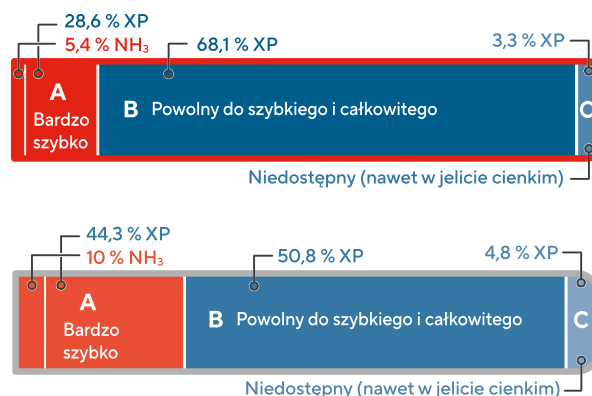 28,6 % XP
5,4 % NH₃
68,1 % XP
3,3 % XP
A
Bardzo
szybko
B Powolny do szybkiego i całkowitego
C
Niedostępny (nawet w jelicie cienkim)
44,3 % XP
10 % NH₃
50,8 % XP
4,8 % XP
A
Bardzo
szybko
B Powolny do szybkiego i całkowitego
C
Niedostępny (nawet w jelicie cienkim)